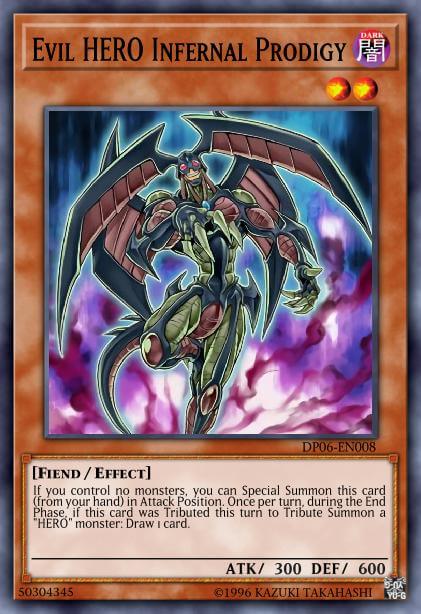 Evil HERO Infernal Prodigy
DARK
闇
DP06-EN008
[Fiend / Effect]
If you control no monsters, you can Special Summon this card
(from your hand) in Attack Position. Once per turn, during the End
Phase, if this card was Tributed this turn to Tribute Summon a
"HERO" monster: Draw 1 card.
ATK/ 300 DEF/ 600
50304345
©1996 KAZUKI TAKAHASHI